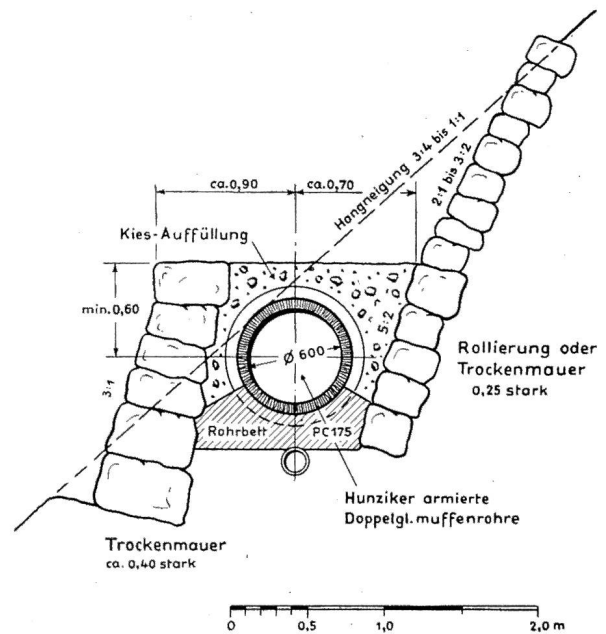 Hangneigung 3:4 bis 1:1
2:1 bis 3:2
ca.0,90
ca.0,70
Kies-Auffüllung
min.0,60
5:2
Ø 600
3:1
Rollierung oder
Trockenmauer
0,25 stark
Rohrbett
PC175
Hunziker armierte
Doppelgl.muffenrohre
Trockenmauer
ca. 0,40 stark
0
0,5
1,0
2,0 m